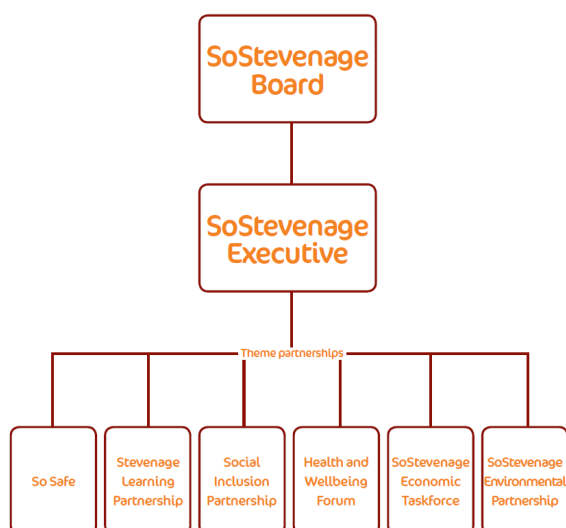 SoStevenage
Board
SoStevenage
Executive
Theme partnerships
So Safe
Stevenage
Learning
Partnership
Social
Inclusion
Partnership
Health and
Wellbeing
Forum
SoStevenage
Economic
Taskforce
SoStevenage
Environmental
Partnership